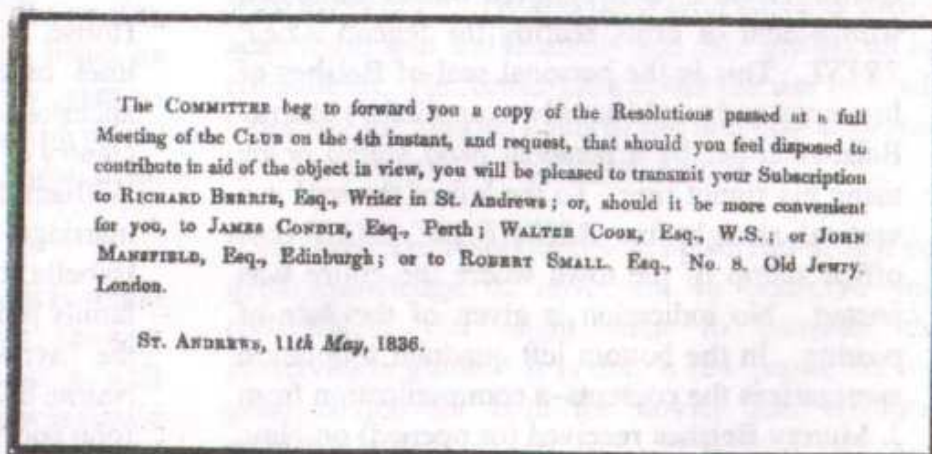 The COMMITTEE beg to forward you a copy of the Resolutions passed at a full
Meeting of the CLUB on the 4th instant, and request, that should you feel disposed to
contribute in aid of the object in view, you will be pleased to transmit your Subscription
to RICHARD BERRIE, Esq., Writer in St. Andrews; or, should it be more convenient
for you, to JAMES CONDIE, Esq., Perth; WALTER COOK, Esq., W.S., or JOHN
MANSFIELD, Esq., Edinburgh; or to ROBERT SMALL, Esq., No. 8, Old Jewry,
London.
ST. ANDREWS, 11th May, 1836.